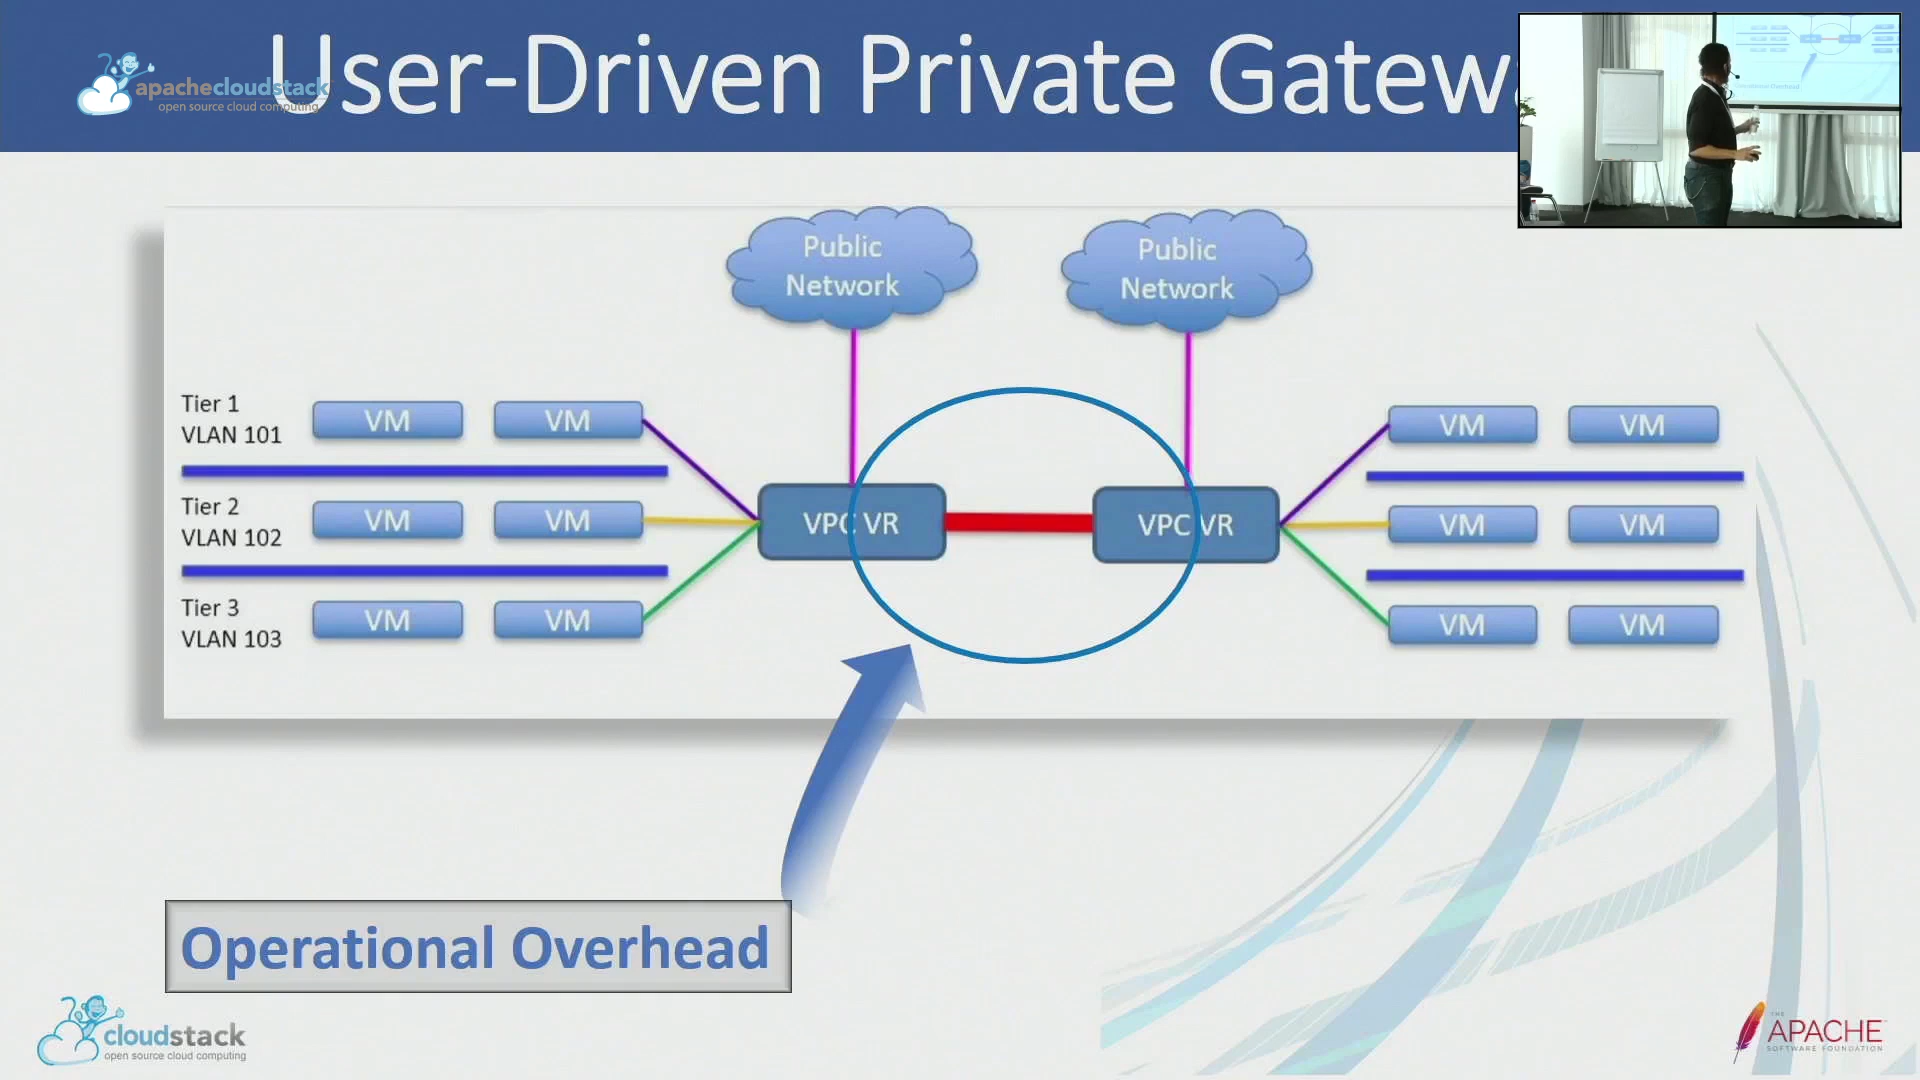 User-Driven Private Gatew
apachecloudstack
open source cloud computing
Public
Network
Public
Network
Tier 1
VLAN 101
VM
VM
VM
VM
Tier 2
VLAN 102
VM
VM
VPC VR
VPC VR
VM
VM
Tier 3
VLAN 103
VM
VM
VM
VM
Operational Overhead
cloudstack
open source cloud computing
THE
APACHE
SOFTWARE FOUNDATION